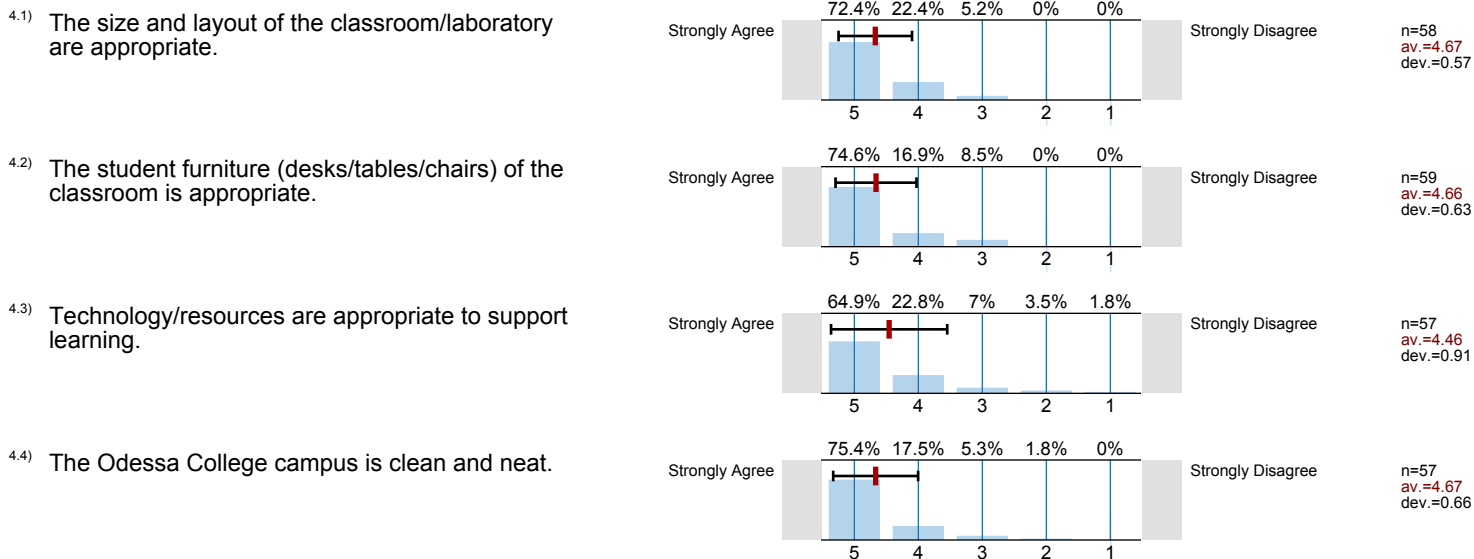 4.1) The size and layout of the classroom/laboratory
are appropriate.
72.4% 22.4% 5.2% 0% 0%
Strongly Agree
Strongly Disagree
5 4 3 2 1
n=58
av.=4.67
dev.=0.57
4.2) The student furniture (desks/tables/chairs) of the
classroom is appropriate.
74.6% 16.9% 8.5% 0% 0%
Strongly Agree
Strongly Disagree
5 4 3 2 1
n=59
av.=4.66
dev.=0.63
4.3) Technology/resources are appropriate to support
learning.
64.9% 22.8% 7% 3.5% 1.8%
Strongly Agree
Strongly Disagree
5 4 3 2 1
n=57
av.=4.46
dev.=0.91
4.4) The Odessa College campus is clean and neat.
75.4% 17.5% 5.3% 1.8% 0%
Strongly Agree
Strongly Disagree
5 4 3 2 1
n=57
av.=4.67
dev.=0.66